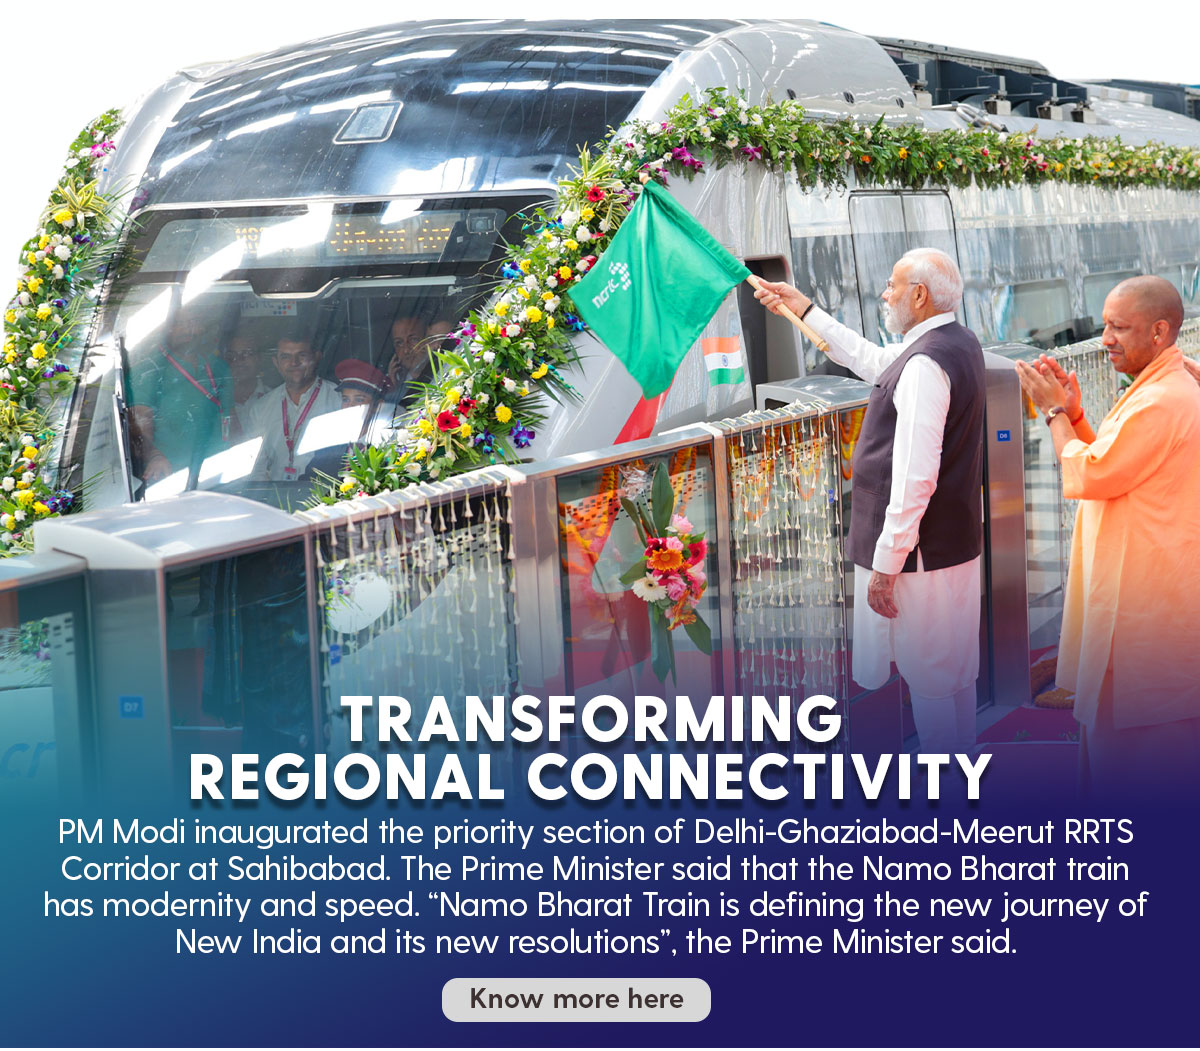 ncrtc
D8
D7
cr
TRANSFORMING
REGIONAL CONNECTIVITY
PM Modi inaugurated the priority section of Delhi-Ghaziabad-Meerut RRTS
Corridor at Sahibabad. The Prime Minister said that the Namo Bharat train
has modernity and speed. “Namo Bharat Train is defining the new journey of
New India and its new resolutions”, the Prime Minister said.
Know more here